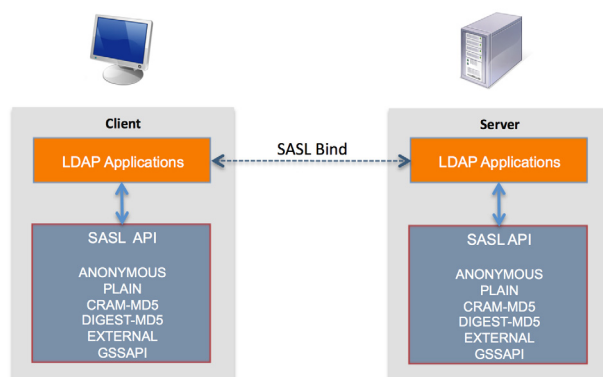 Client
LDAP Applications
SASL API
ANONYMOUS
PLAIN
CRAM-MD5
DIGEST-MD5
EXTERNAL
GSSAPI
SASL Bind
Server
LDAP Applications
SASL API
ANONYMOUS
PLAIN
CRAM-MD5
DIGEST-MD5
EXTERNAL
GSSAPI